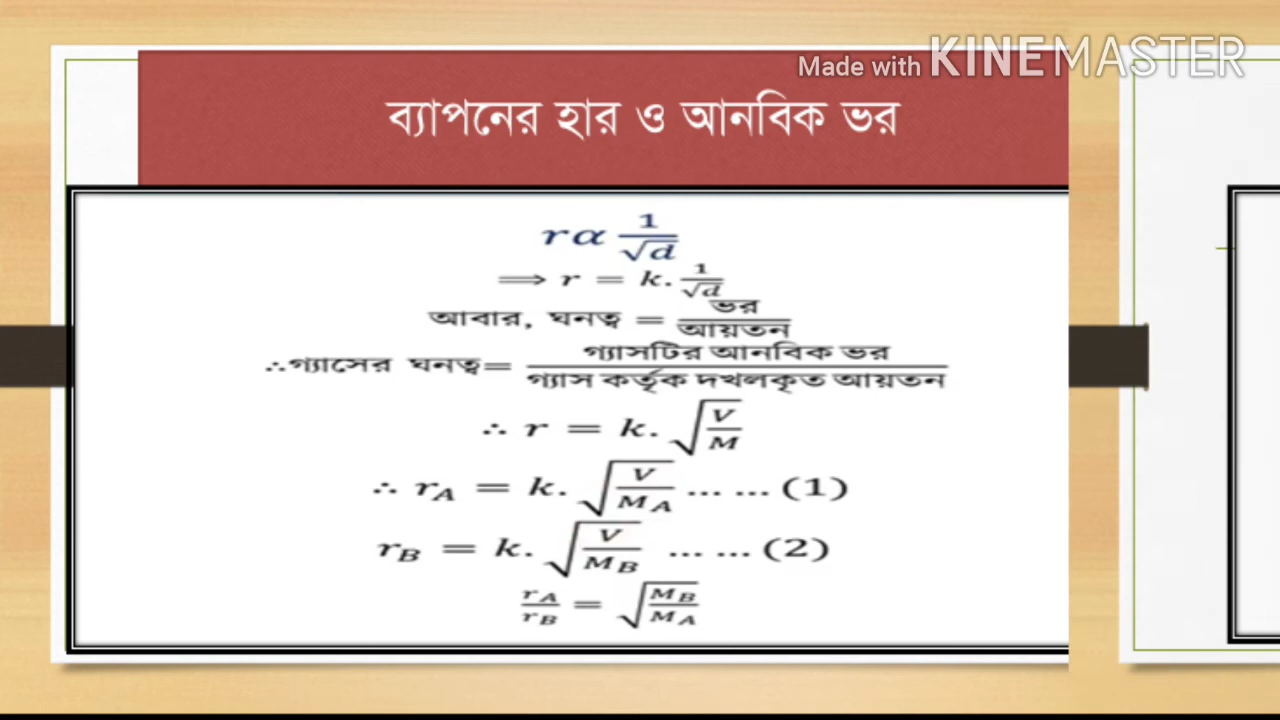 Made with KINEMASTER
ব্যাপনের হার ও আনবিক ভর
r α 1/√d
⟹ r = k. 1/√d
আবার, ঘনত্ব = ভর/আয়তন
∴গ্যাসের ঘনত্ব= গ্যাসটির আনবিক ভর/গ্যাস কর্তৃক দখলকৃত আয়তন
∴ r = k. √(V/M)
∴ r_A = k. √(V/M_A) ... ... (1)
r_B = k. √(V/M_B) ... ... (2)
r_A/r_B = √(M_B/M_A)